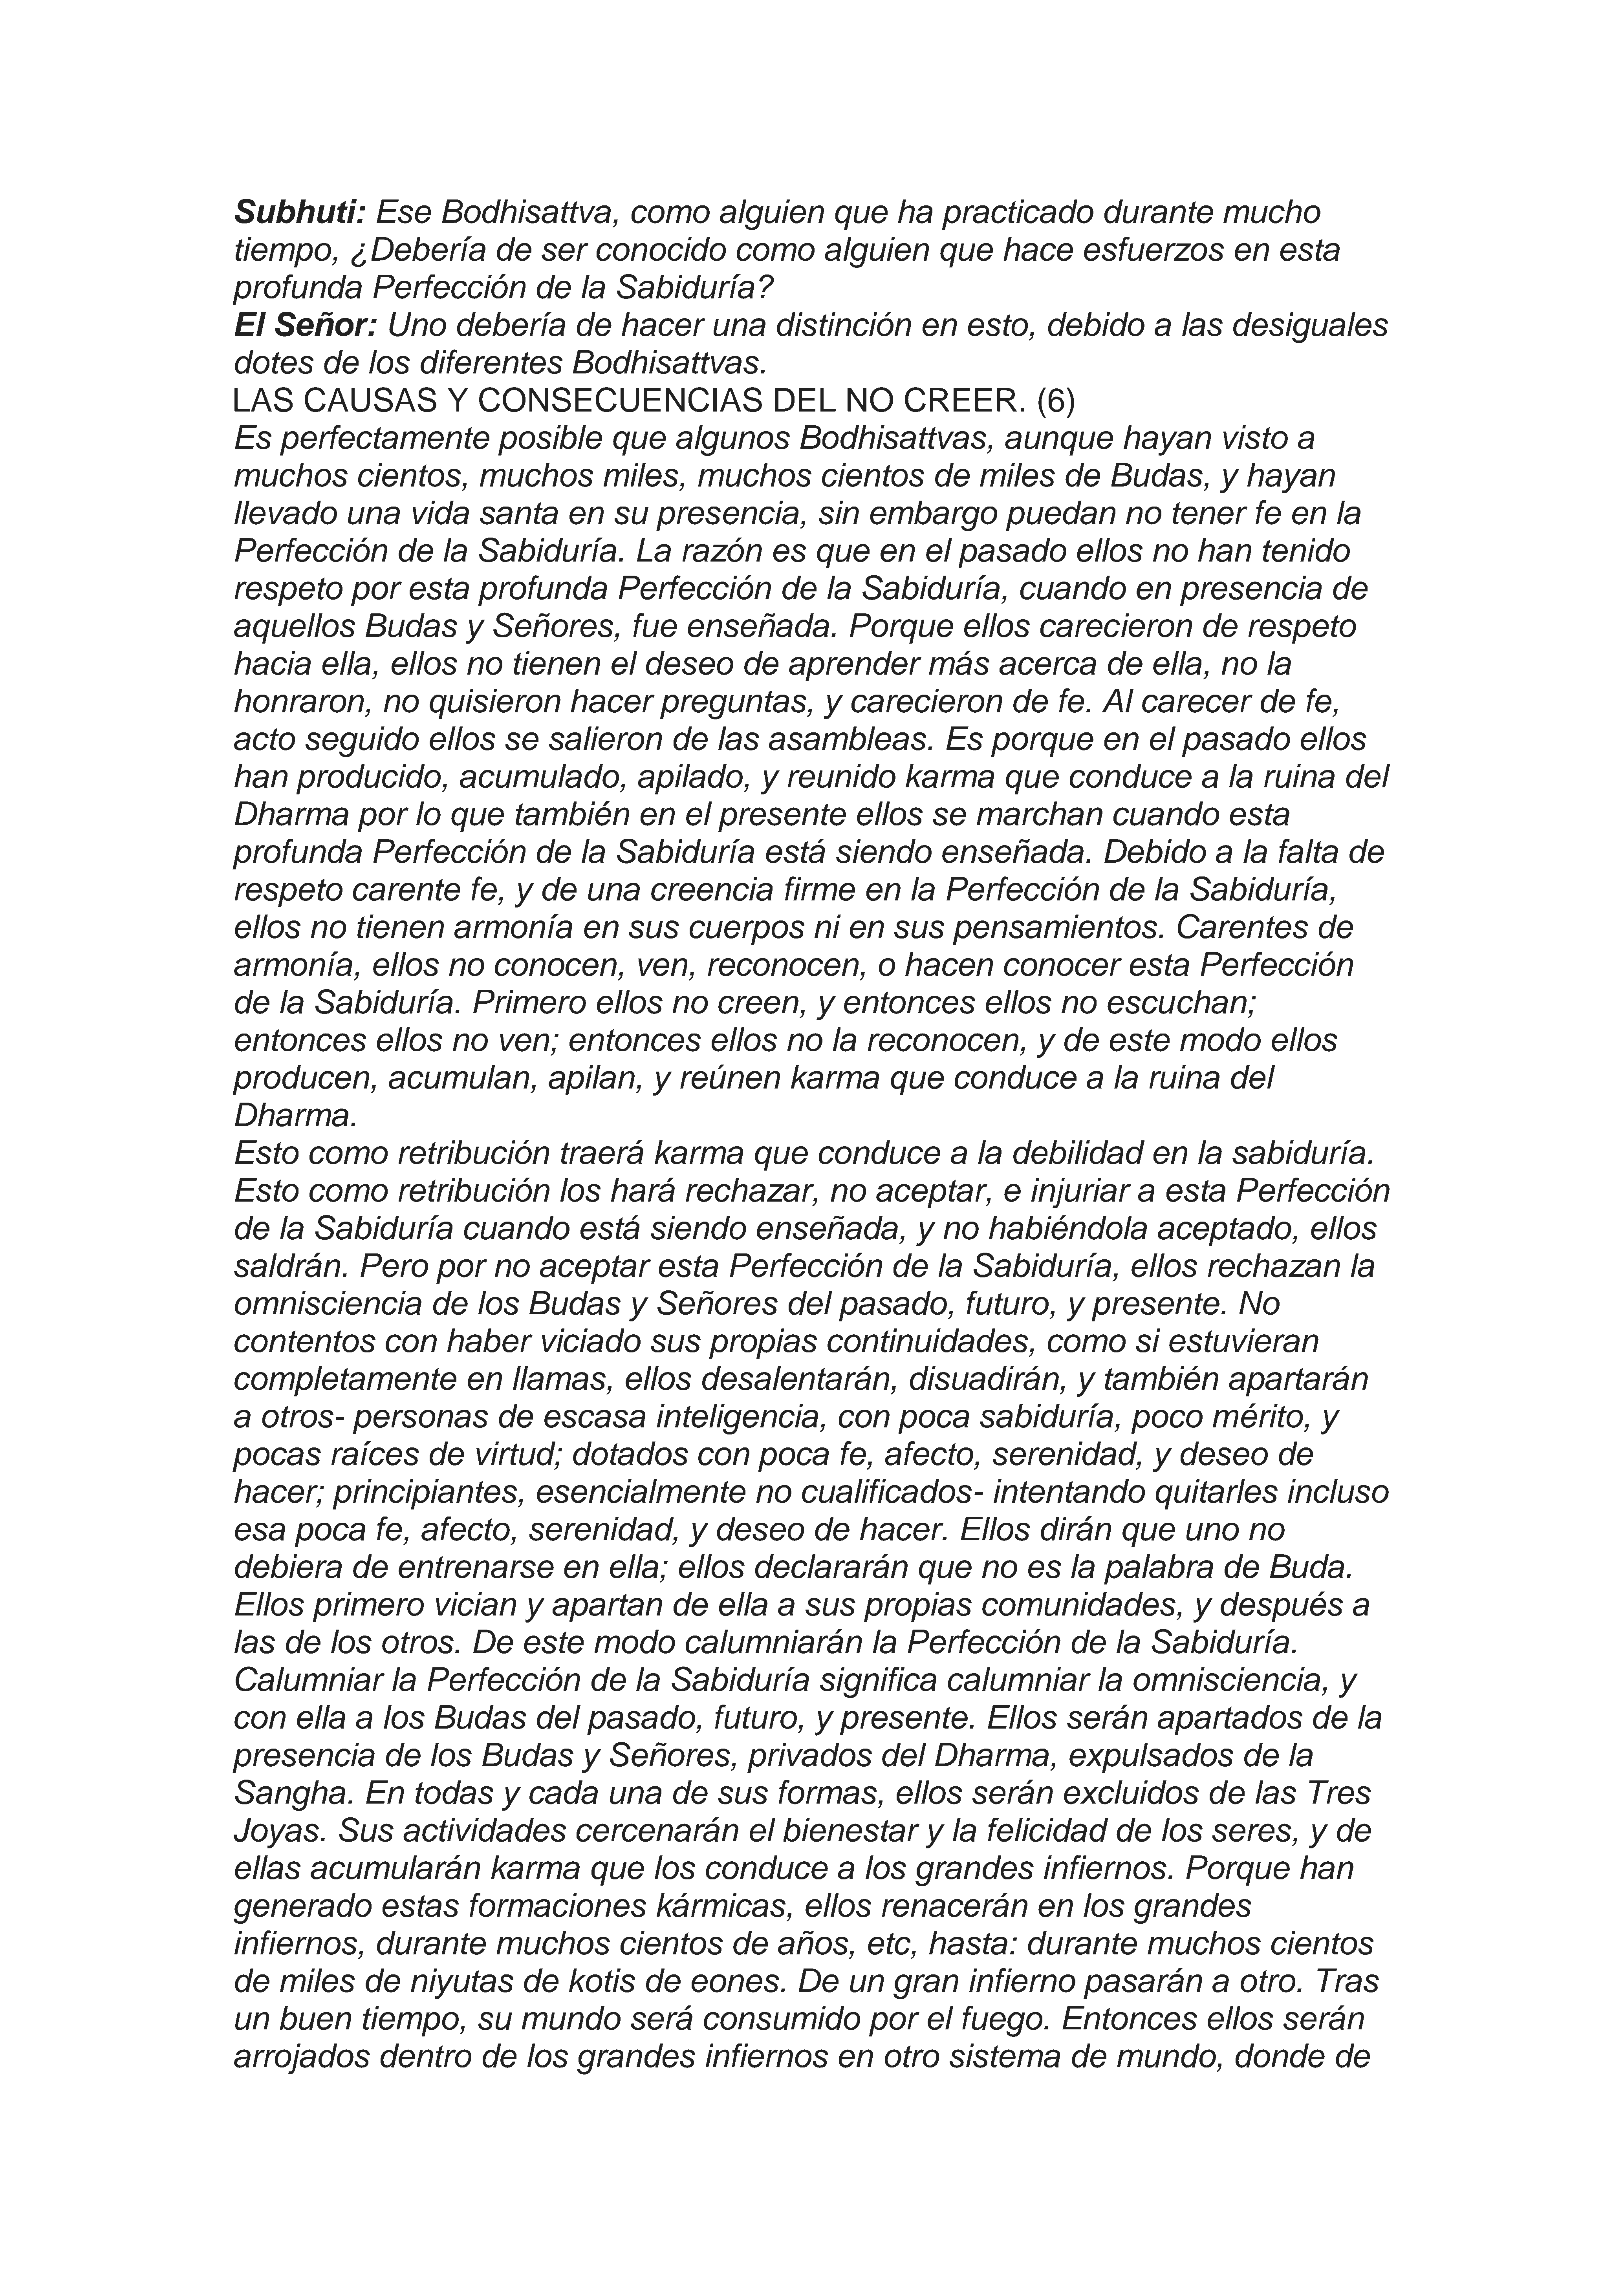 Subhuti: Ese Bodhisattva, como alguien que ha practicado durante mucho
tiempo, ¿Debería de ser conocido como alguien que hace esfuerzos en esta
profunda Perfección de la Sabiduría?
El Señor: Uno debería de hacer una distinción en esto, debido a las desiguales
dotes de los diferentes Bodhisattvas.
LAS CAUSAS Y CONSECUENCIAS DEL NO CREER. (6)
Es perfectamente posible que algunos Bodhisattvas, aunque hayan visto a
muchos cientos, muchos miles, muchos cientos de miles de Budas, y hayan
llevado una vida santa en su presencia, sin embargo puedan no tener fe en la
Perfección de la Sabiduría. La razón es que en el pasado ellos no han tenido
respeto por esta profunda Perfección de la Sabiduría, cuando en presencia de
aquellos Budas y Señores, fue enseñada. Porque ellos carecieron de respeto
hacia ella, ellos no tienen el deseo de aprender más acerca de ella, no la
honraron, no quisieron hacer preguntas, y carecieron de fe. Al carecer de fe,
acto seguido ellos se salieron de las asambleas. Es porque en el pasado ellos
han producido, acumulado, apilado, y reunido karma que conduce a la ruina del
Dharma por lo que también en el presente ellos se marchan cuando esta
profunda Perfección de la Sabiduría está siendo enseñada. Debido a la falta de
respeto carente fe, y de una creencia firme en la Perfección de la Sabiduría,
ellos no tienen armonía en sus cuerpos ni en sus pensamientos. Carentes de
armonía, ellos no conocen, ven, reconocen, o hacen conocer esta Perfección
de la Sabiduría. Primero ellos no creen, y entonces ellos no escuchan;
entonces ellos no ven; entonces ellos no la reconocen, y de este modo ellos
producen, acumulan, apilan, y reúnen karma que conduce a la ruina del
Dharma.
Esto como retribución traerá karma que conduce a la debilidad en la sabiduría.
Esto como retribución los hará rechazar, no aceptar, e injuriar a esta Perfección
de la Sabiduría cuando está siendo enseñada, y no habiéndola aceptado, ellos
saldrán. Pero por no aceptar esta Perfección de la Sabiduría, ellos rechazan la
omnisciencia de los Budas y Señores del pasado, futuro, y presente. No
contentos con haber viciado sus propias continuidades, como si estuvieran
completamente en llamas, ellos desalentarán, disuadirán, y también apartarán
a otros- personas de escasa inteligencia, con poca sabiduría, poco mérito, y
pocas raíces de virtud; dotados con poca fe, afecto, serenidad, y deseo de
hacer; principiantes, esencialmente no cualificados- intentando quitarles incluso
esa poca fe, afecto, serenidad, y deseo de hacer. Ellos dirán que uno no
debiera de entrenarse en ella; ellos declararán que no es la palabra de Buda.
Ellos primero vician y apartan de ella a sus propias comunidades, y después a
las de los otros. De este modo calumniarán la Perfección de la Sabiduría.
Calumniar la Perfección de la Sabiduría significa calumniar la omnisciencia, y
con ella a los Budas del pasado, futuro, y presente. Ellos serán apartados de la
presencia de los Budas y Señores, privados del Dharma, expulsados de la
Sangha. En todas y cada una de sus formas, ellos serán excluidos de las Tres
Joyas. Sus actividades cercenarán el bienestar y la felicidad de los seres, y de
ellas acumularán karma que los conduce a los grandes infiernos. Porque han
generado estas formaciones kármicas, ellos renacerán en los grandes
infiernos, durante muchos cientos de años, etc, hasta: durante muchos cientos
de miles de niyutas de kotis de eones. De un gran infierno pasarán a otro. Tras
un buen tiempo, su mundo será consumido por el fuego. Entonces ellos serán
arrojados dentro de los grandes infiernos en otro sistema de mundo, donde de